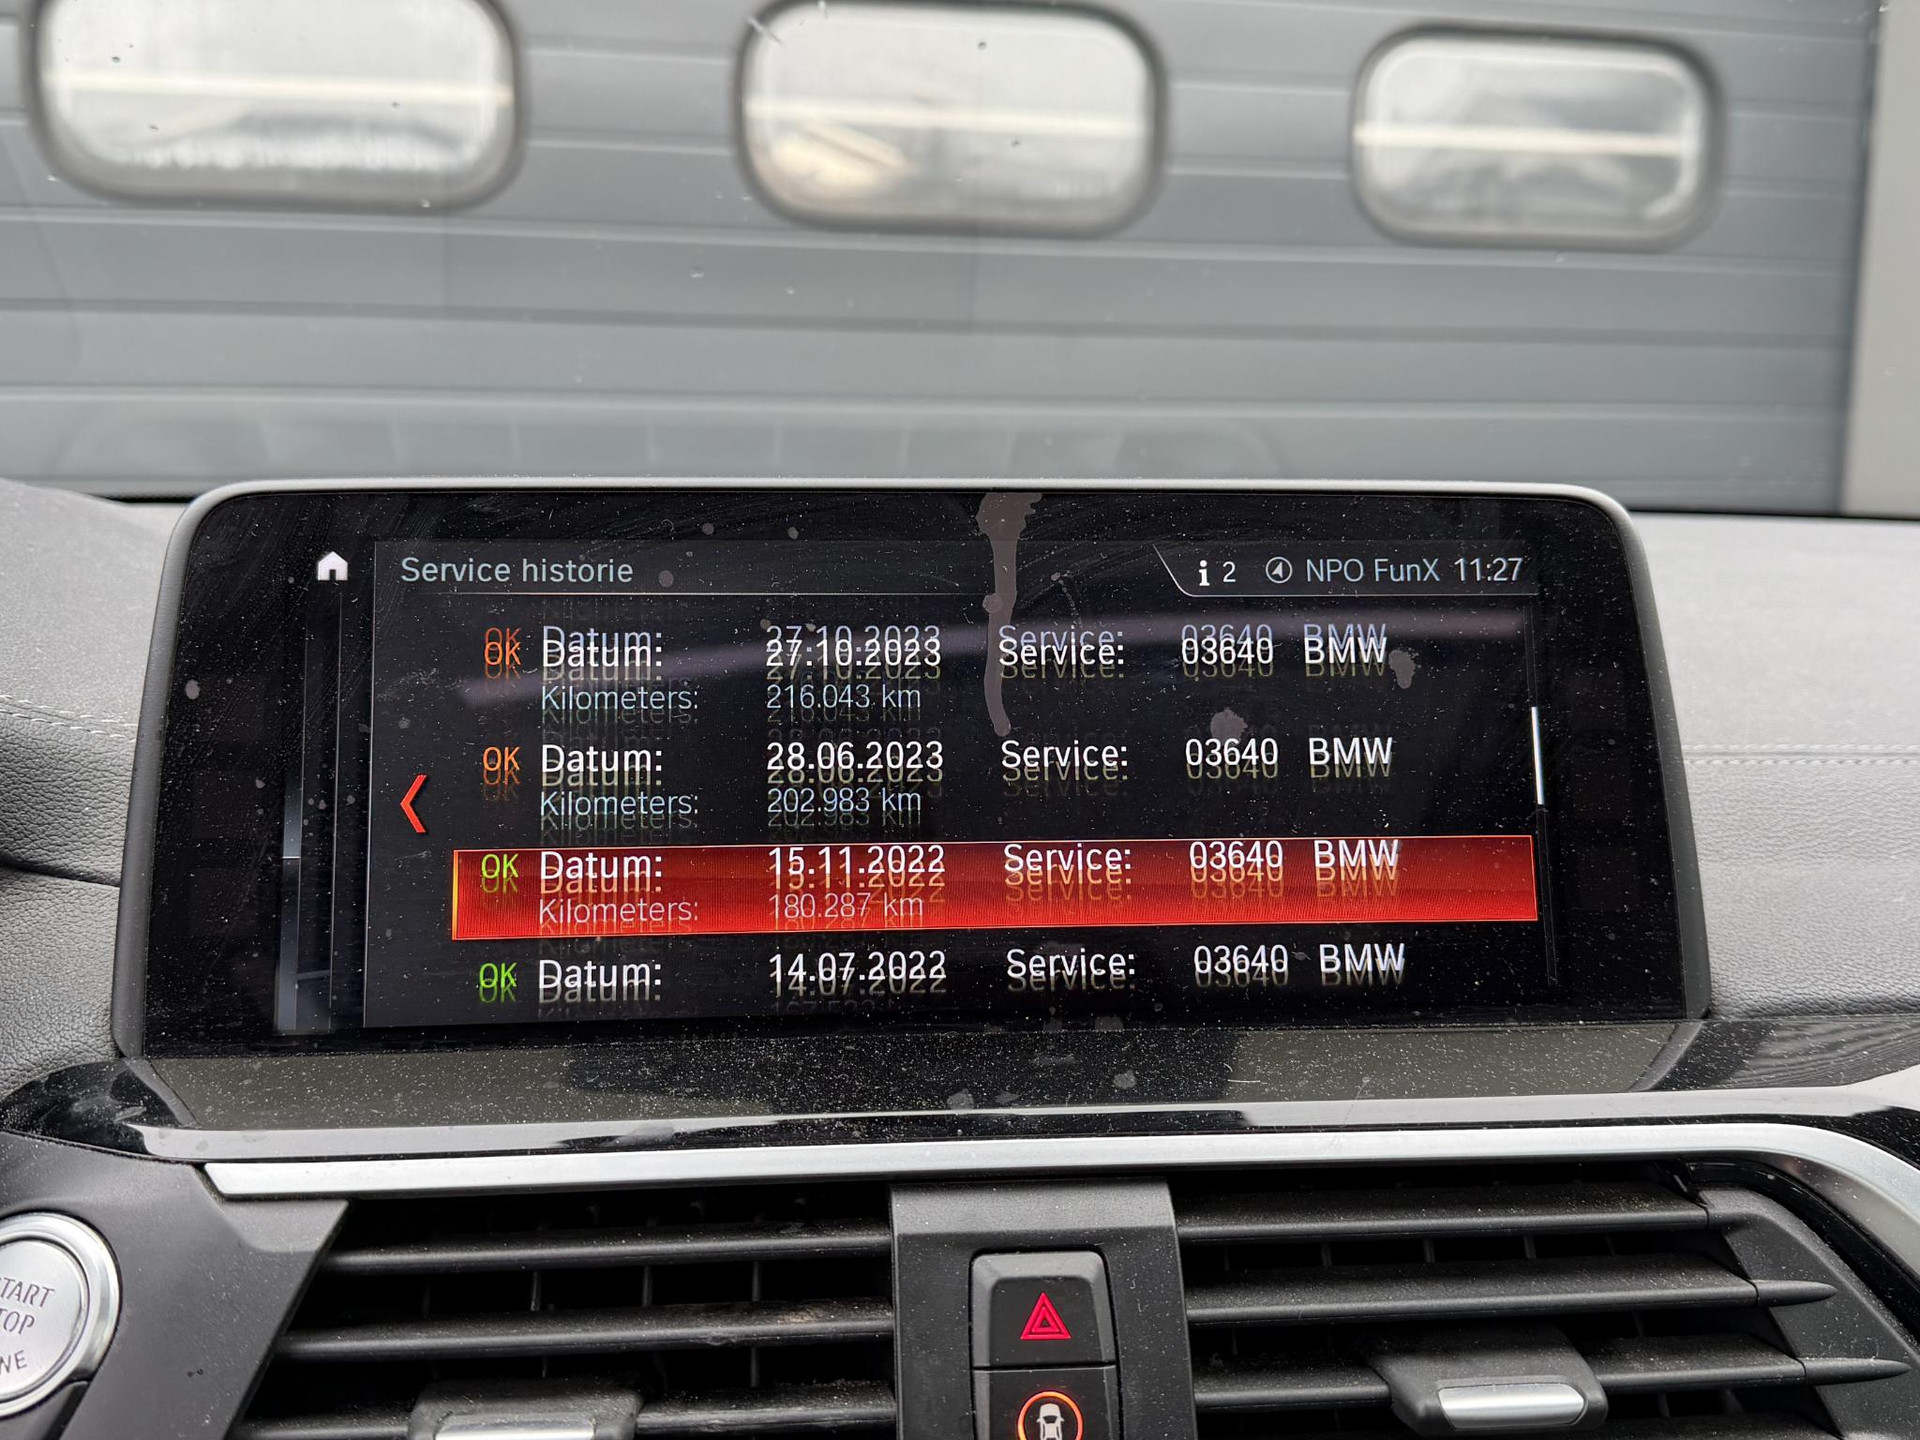 Service historie
i 2 NPO FunX 11:27
OK Datum: 27.10.2023 Service: 03640 BMW
Kilometers: 216.043 km
OK Datum: 28.06.2023 Service: 03640 BMW
Kilometers: 202.983 km
OK Datum: 15.11.2022 Service: 03640 BMW
Kilometers: 180.287 km
OK Datum: 14.07.2022 Service: 03640 BMW
START
STOP